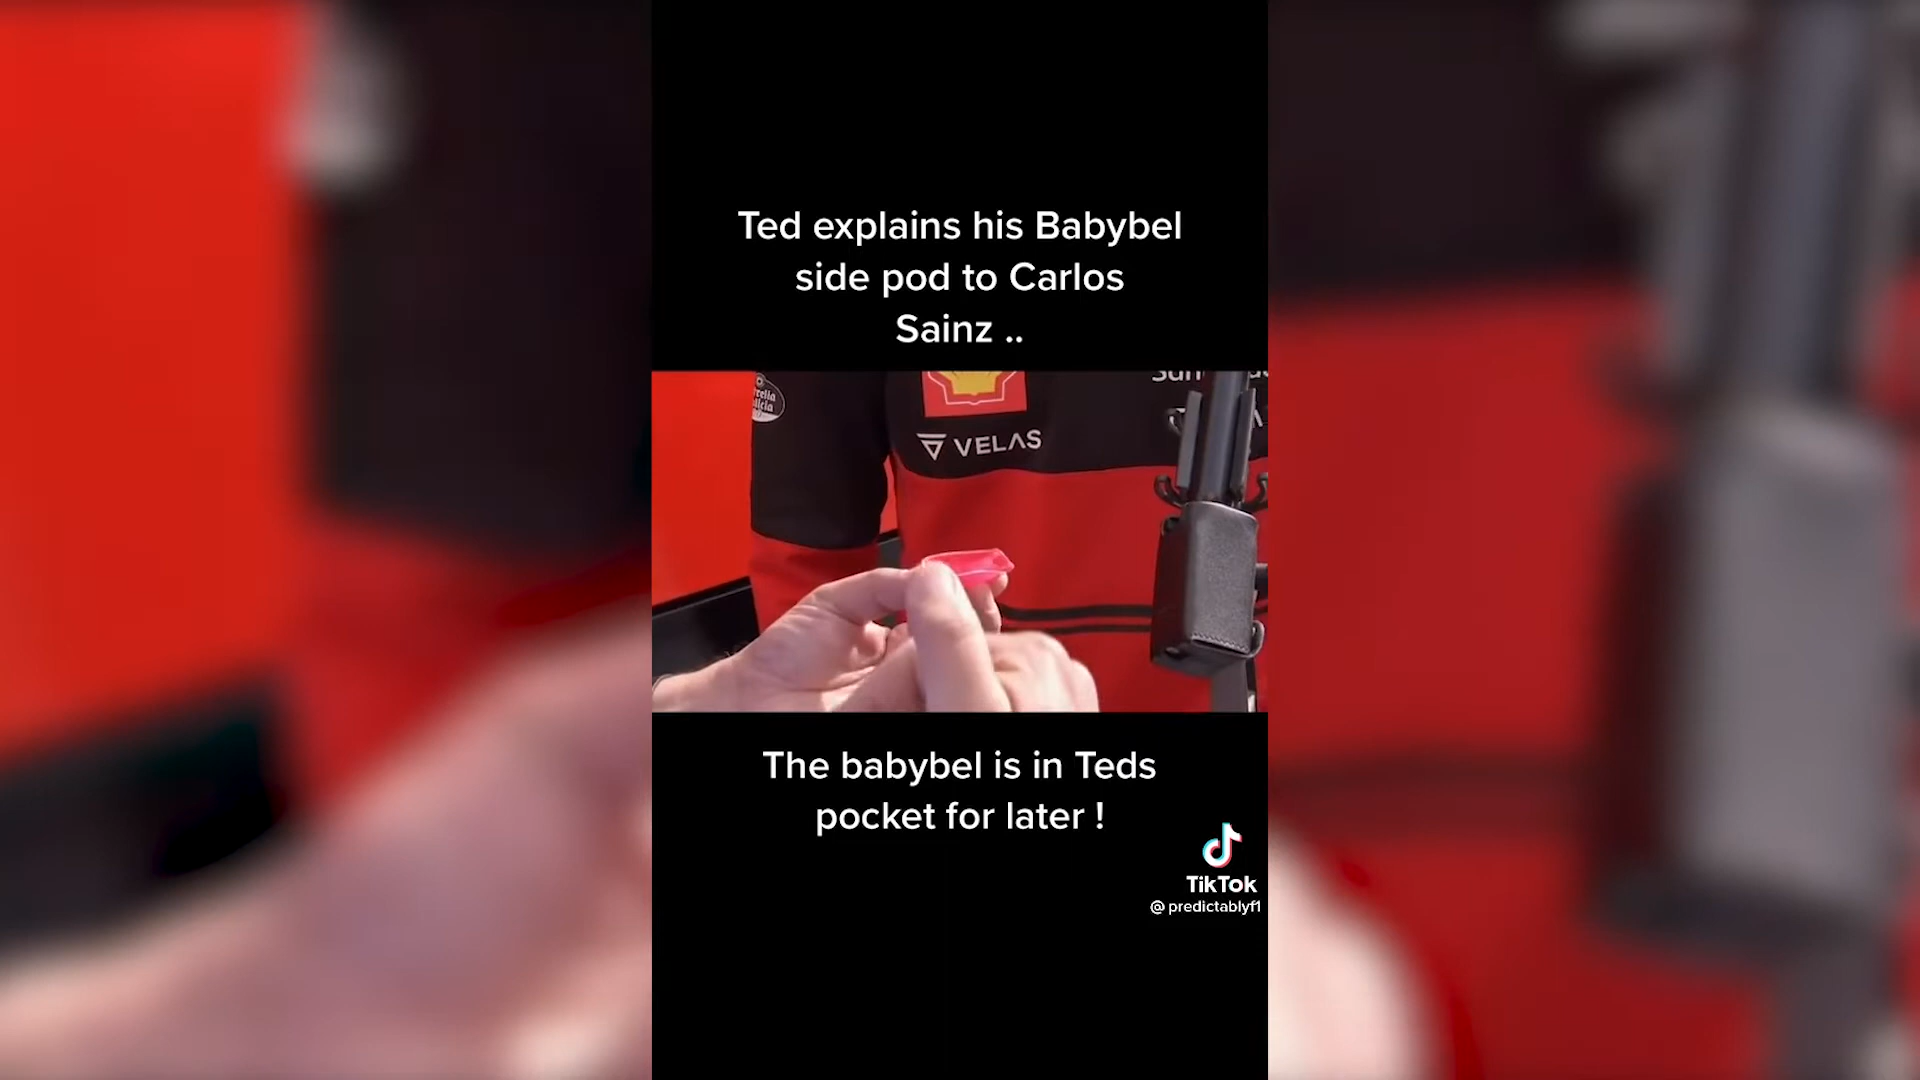 Ted explains his Babybel
side pod to Carlos
Sainz ..
VELAS
The babybel is in Teds
pocket for later !
TikTok
@ predictablyf1